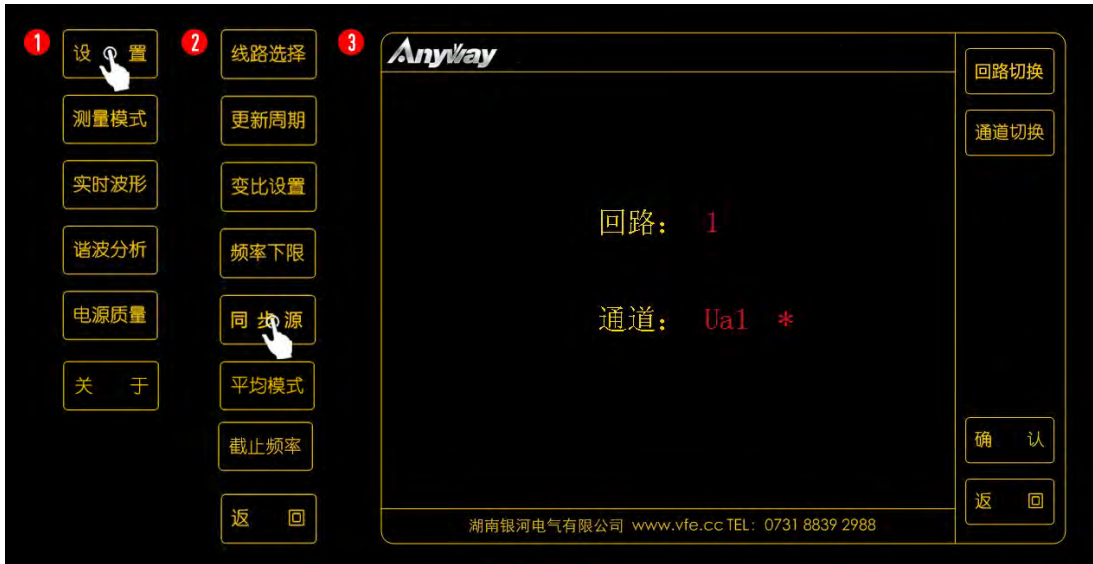 1
设 置
测量模式
实时波形
谐波分析
电源质量
关 于
2
线路选择
更新周期
变比设置
频率下限
同步源
平均模式
截止频率
返 回
3
Anyway
回路： 1
通道： Ua1 *
湖南银河电气有限公司 www.vfe.cc TEL: 0731 8839 2988
回路切换
通道切换
确 认
返 回